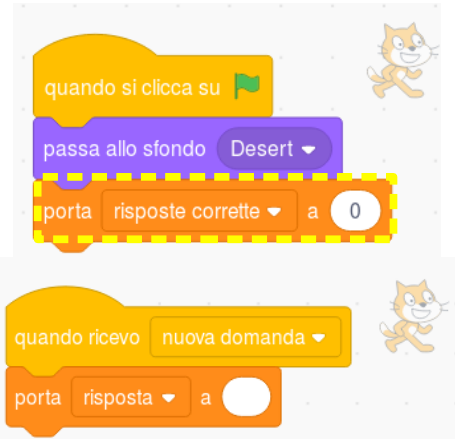 quando si clicca su
passa allo sfondo Desert
porta risposte corrette a 0
quando ricevo nuova domanda
porta risposta a